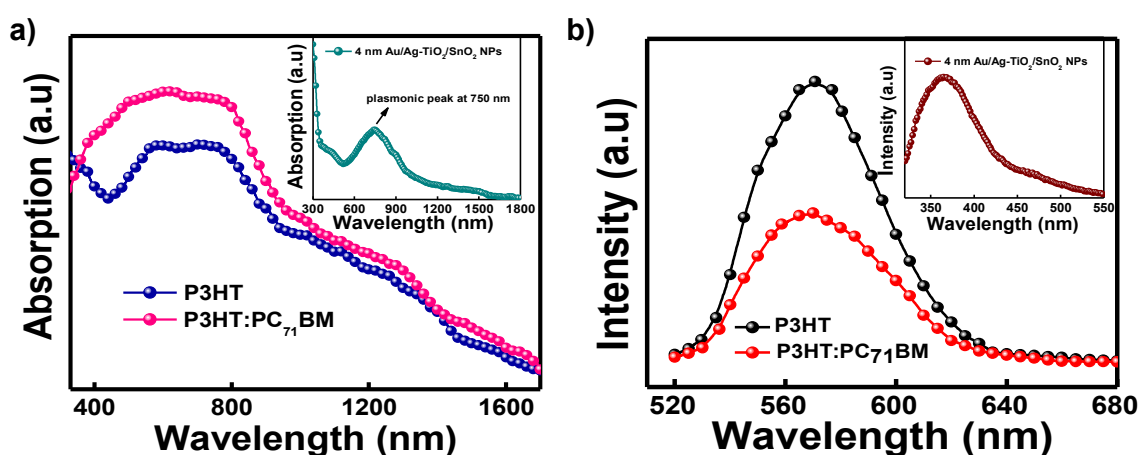 a)
Absorption (a.u)
P3HT
P3HT:PC₇₁BM
400 800 1200 1600
Wavelength (nm)
Absorption (a.u)
4 nm Au/Ag-TiO₂/SnO₂ NPs
plasmonic peak at 750 nm
300 600 900 1200 1500 1800
Wavelength (nm)
b)
Intensity (a.u)
P3HT
P3HT:PC71BM
520 560 600 640 680
Wavelength (nm)
Intensity (a.u)
4 nm Au/Ag-TiO₂/SnO₂ NPs
350 400 450 500 550
Wavelength (nm)